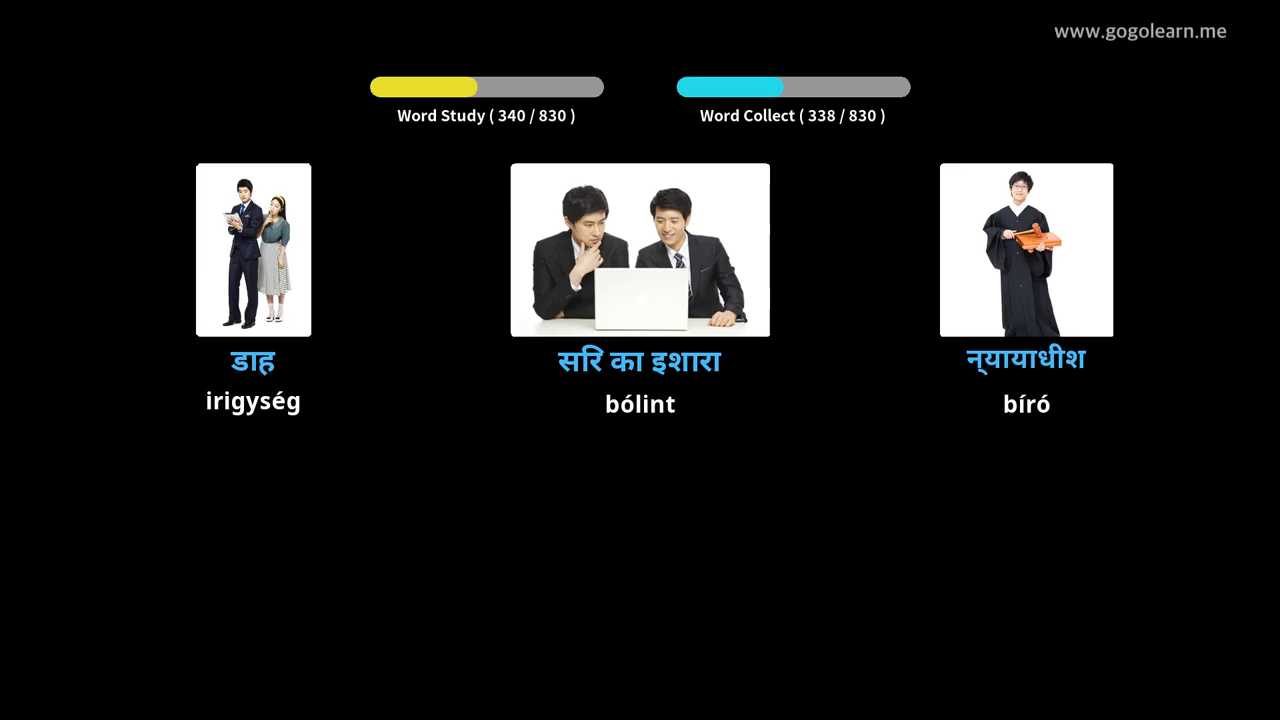 www.gogolearn.me
Word Study ( 340 / 830 )
Word Collect ( 338 / 830 )
डाह
सरि का इशारा
न्यायाधीश
irigység
bólint
bíró